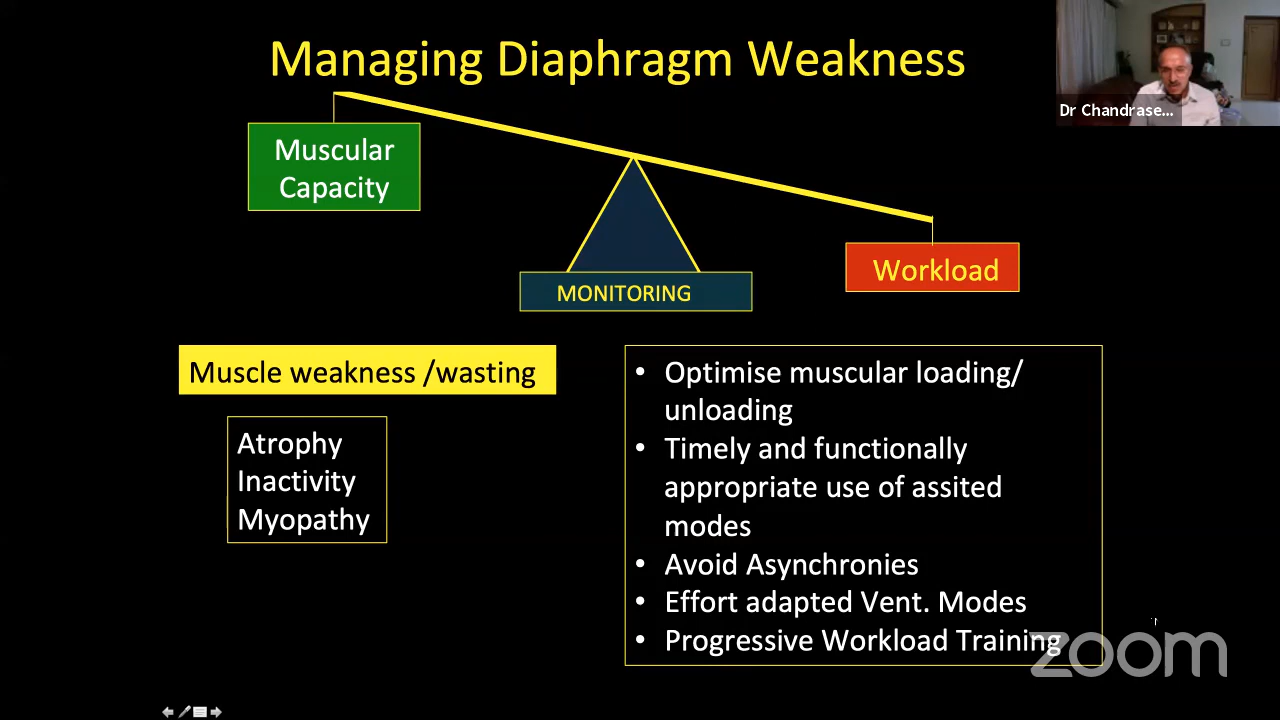 Managing Diaphragm Weakness
Dr Chandrase...
Muscular
Capacity
Workload
MONITORING
Muscle weakness /wasting
Atrophy
Inactivity
Myopathy
• Optimise muscular loading/
unloading
• Timely and functionally
appropriate use of assited
modes
• Avoid Asynchronies
• Effort adapted Vent. Modes
• Progressive Workload Training
zoom